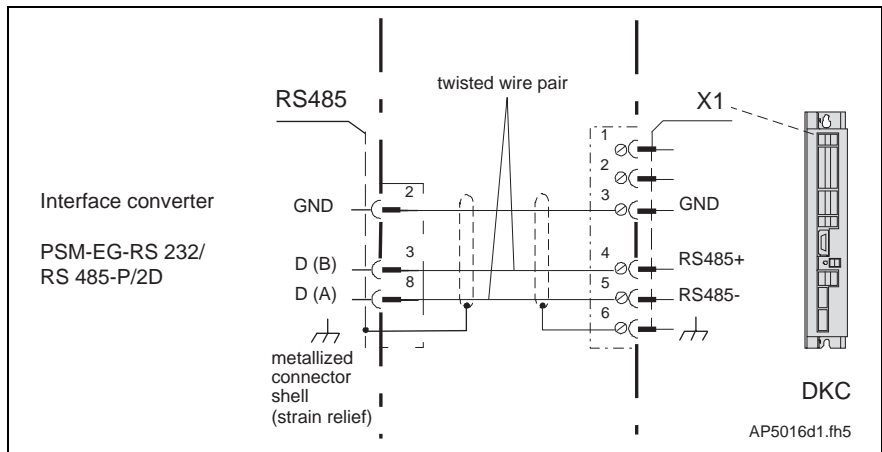 twisted wire pair
RS485
X1
1
2
Interface converter
GND
2
3
GND
PSM-EG-RS 232/
RS 485-P/2D
D (B)
3
4
RS485+
D (A)
8
5
RS485-
6
metallized
connector
shell
(strain relief)
DKC
AP5016d1.fh5